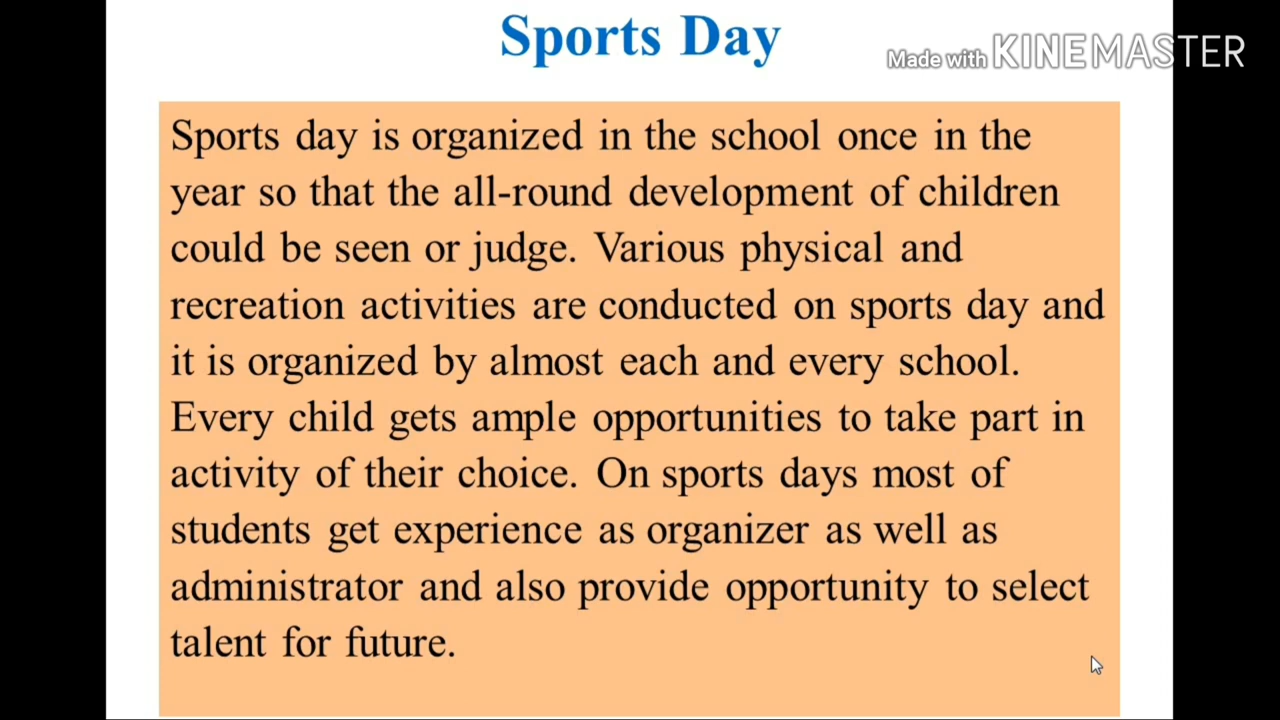 Sports Day
Made with KINEMASTER
Sports day is organized in the school once in the
year so that the all-round development of children
could be seen or judge. Various physical and
recreation activities are conducted on sports day and
it is organized by almost each and every school.
Every child gets ample opportunities to take part in
activity of their choice. On sports days most of
students get experience as organizer as well as
administrator and also provide opportunity to select
talent for future.